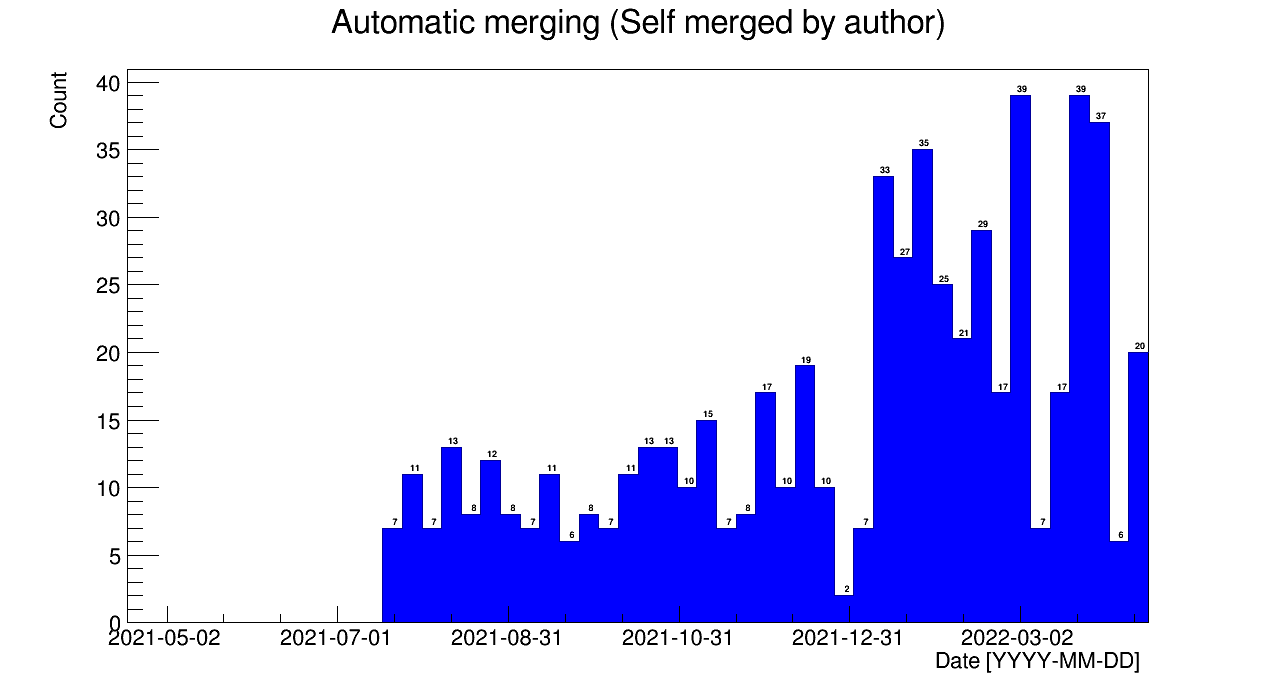 Automatic merging (Self merged by author)
Count
40
35
30
25
20
15
10
5
0
7 11 7 13 8 12 8 7 11 6 8 7 11 13 13 10 15 7 8 17 10 19 10 2 7 33 27 35 25 21 29 17 39 7 17 39 37 6 20
2021-05-02 2021-07-01 2021-08-31 2021-10-31 2021-12-31 2022-03-02
Date [YYYY-MM-DD]